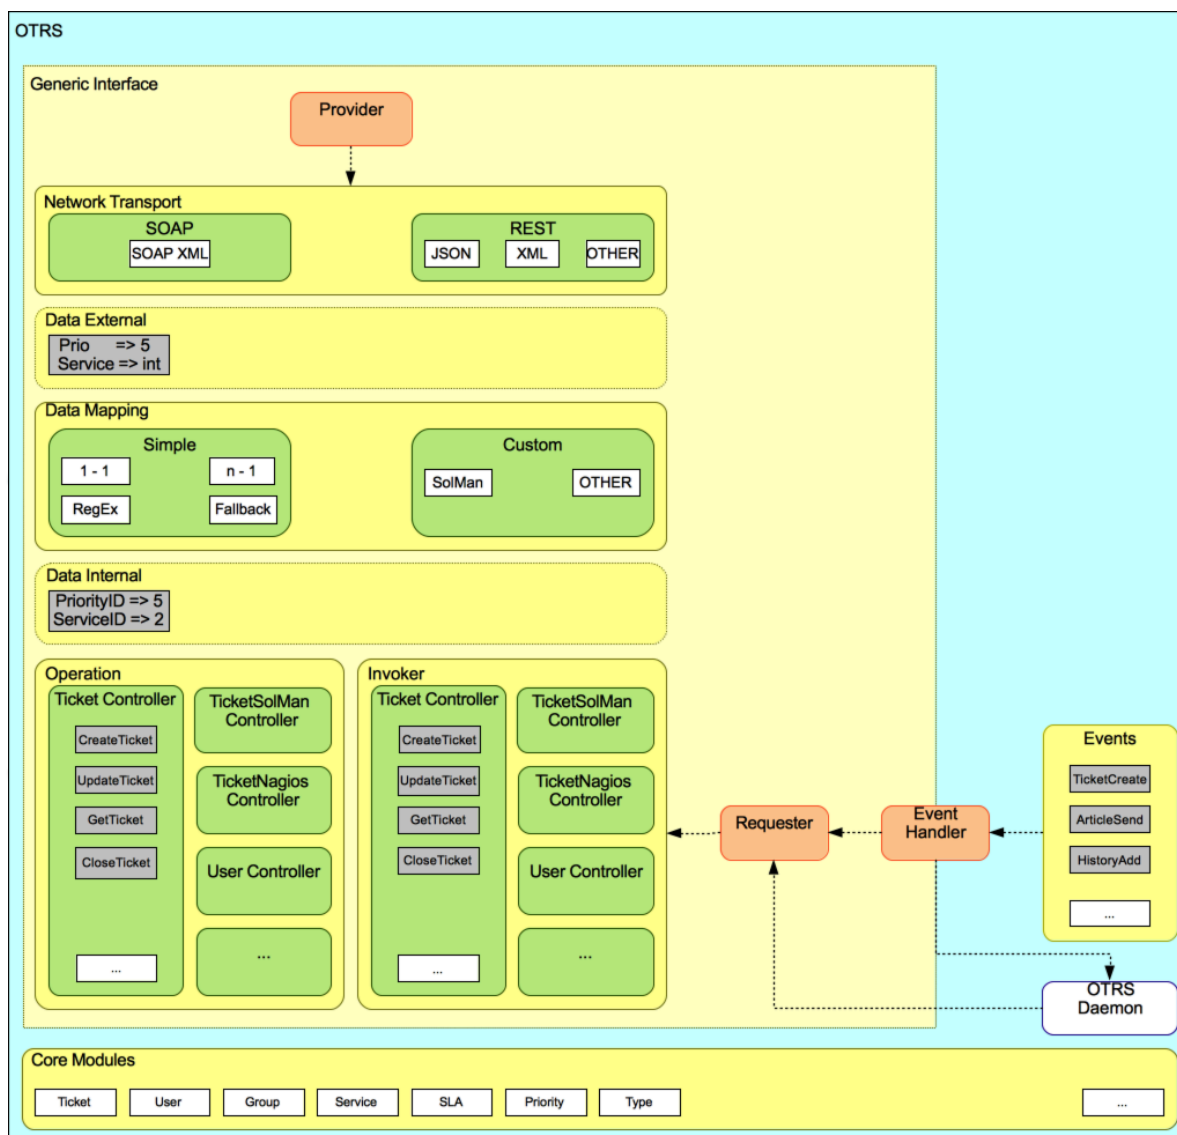 OTRS
Generic Interface
Provider
Network Transport
SOAP
SOAP XML
REST
JSON
XML
OTHER
Data External
Prio => 5
Service => int
Data Mapping
Simple
1 - 1
n - 1
RegEx
Fallback
Custom
SolMan
OTHER
Data Internal
PriorityID => 5
ServiceID => 2
Operation
Ticket Controller
CreateTicket
UpdateTicket
GetTicket
CloseTicket
...
TicketSolMan
Controller
TicketNagios
Controller
User Controller
...
Invoker
Ticket Controller
CreateTicket
UpdateTicket
GetTicket
CloseTicket
...
TicketSolMan
Controller
TicketNagios
Controller
User Controller
...
Requester
Event
Handler
Events
TicketCreate
ArticleSend
HistoryAdd
...
OTRS
Daemon
Core Modules
Ticket
User
Group
Service
SLA
Priority
Type
...